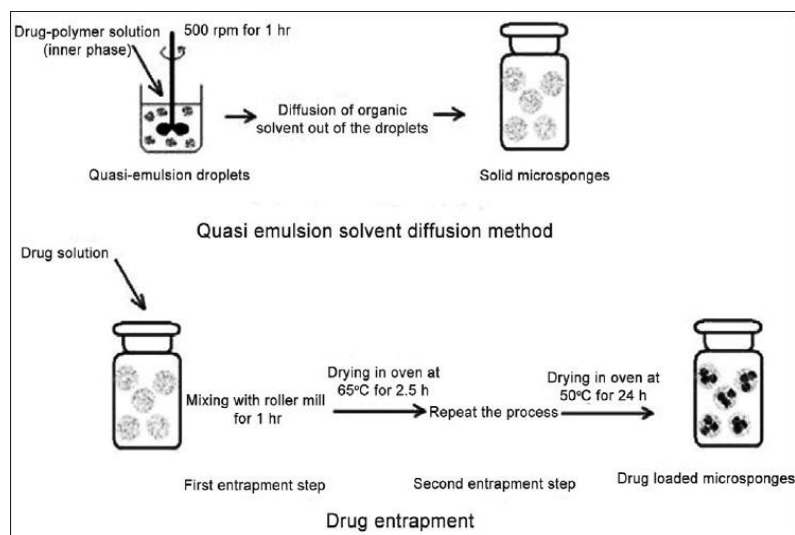 Drug-polymer solution
(inner phase)
500 rpm for 1 hr
Diffusion of organic
solvent out of the droplets
Quasi-emulsion droplets
Solid microsponges
Quasi emulsion solvent diffusion method
Drug solution
Mixing with roller mill
for 1 hr
Drying in oven at
65ºC for 2.5 h
Repeat the process
Drying in oven at
50ºC for 24 h
First entrapment step
Second entrapment step
Drug loaded microsponges
Drug entrapment